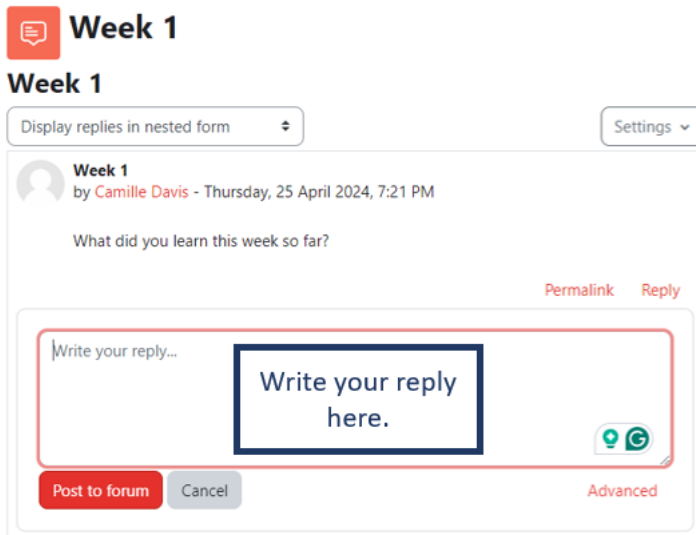 Week 1
Week 1
Display replies in nested form
Settings
Week 1
by Camille Davis - Thursday, 25 April 2024, 7:21 PM
What did you learn this week so far?
Permalink Reply
Write your reply...
Write your reply
here.
Post to forum Cancel Advanced